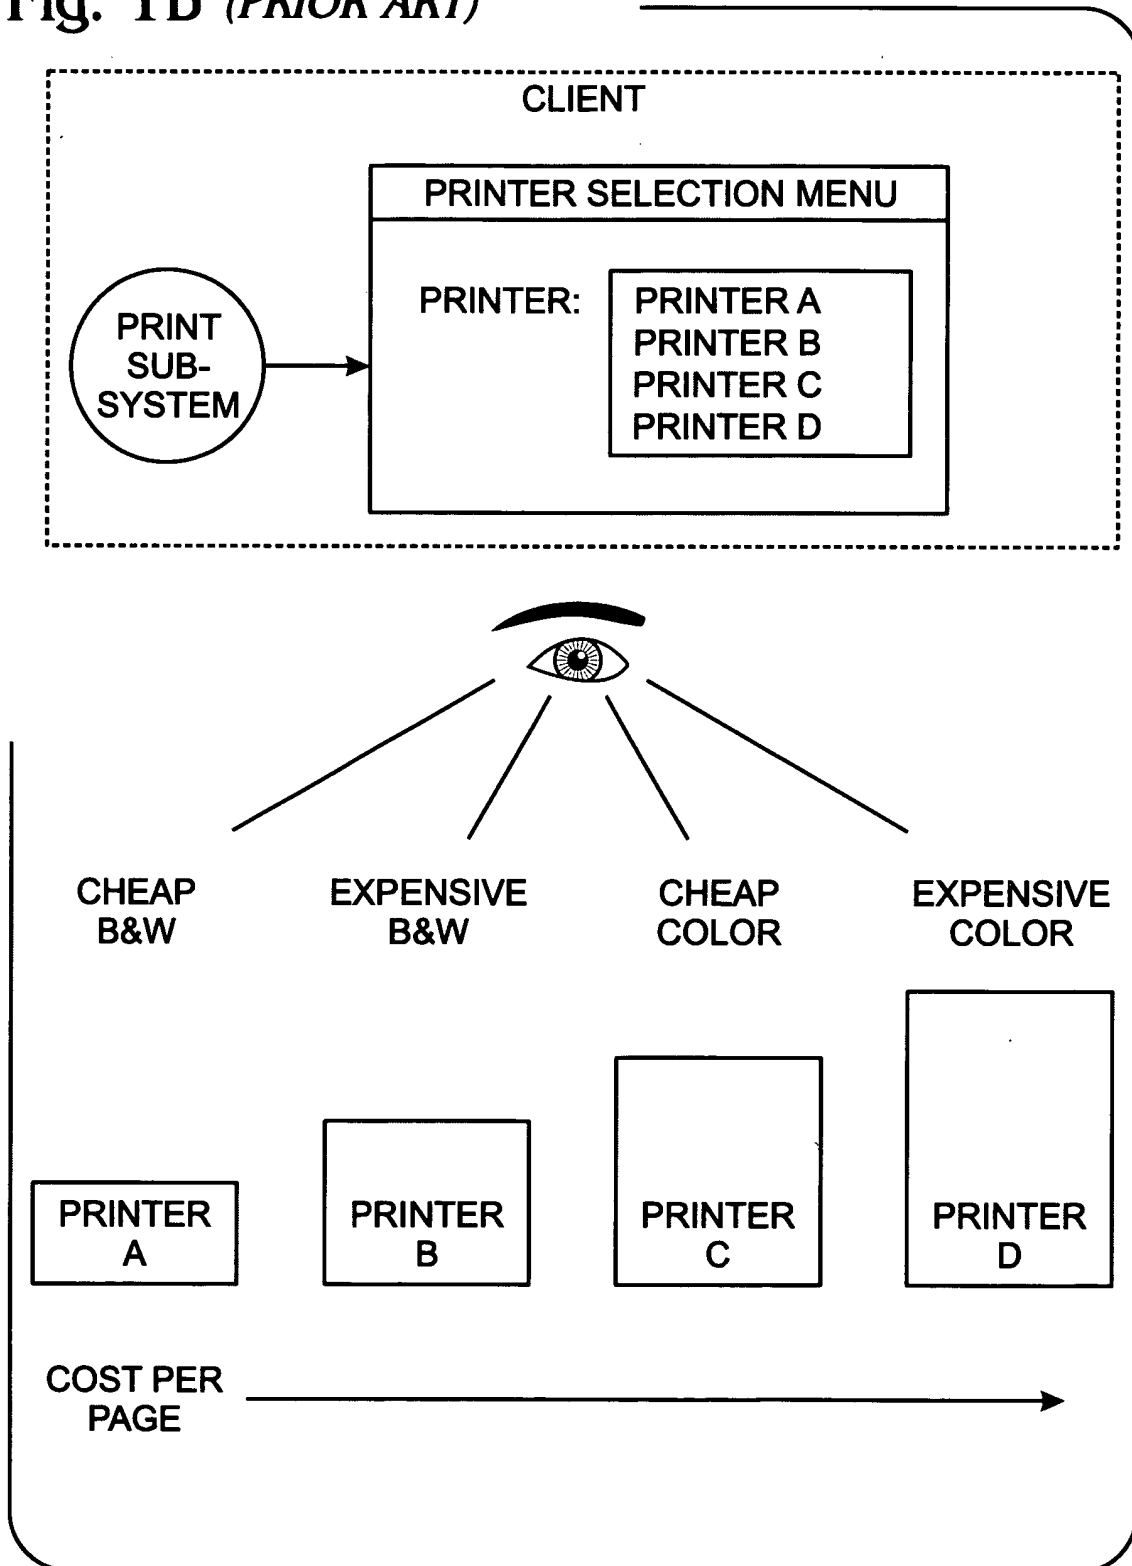 Fig. 1b (PRIOR ART)
CLIENT
PRINTER SELECTION MENU
PRINT
SUB-
SYSTEM
PRINTER:
PRINTER A
PRINTER B
PRINTER C
PRINTER D
CHEAP
B&W
EXPENSIVE
B&W
CHEAP
COLOR
EXPENSIVE
COLOR
PRINTER
A
PRINTER
B
PRINTER
C
PRINTER
D
COST PER
PAGE